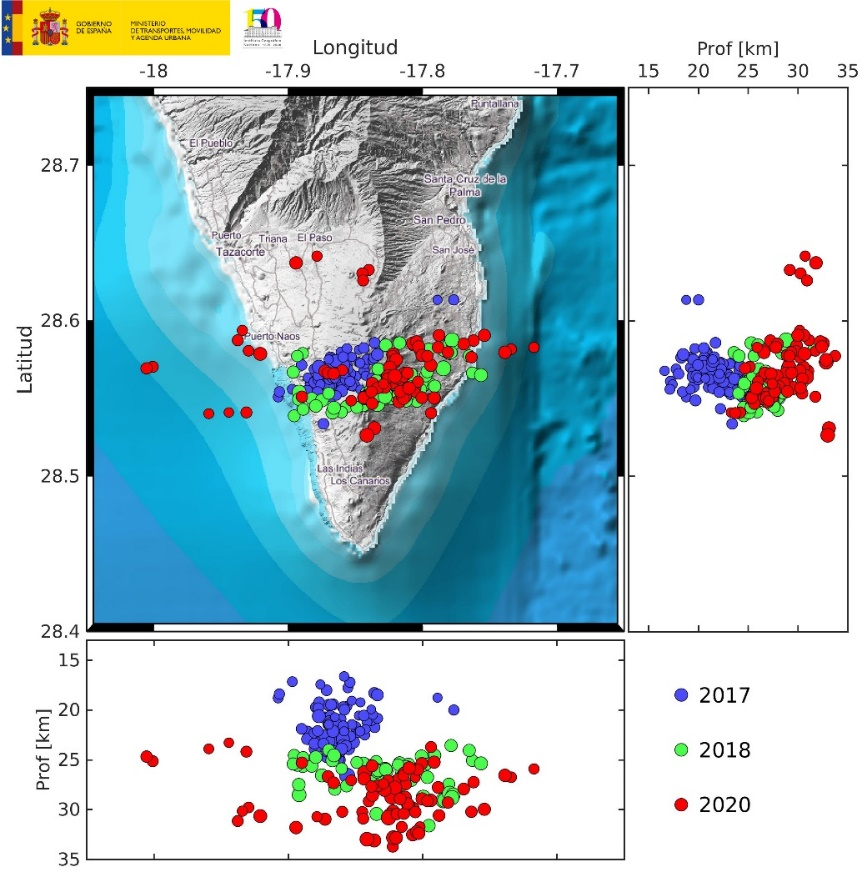 GOBIERNO
DE ESPAÑA
MINISTERIO
DE TRANSPORTES, MOVILIDAD
Y AGENDA URBANA
150
Longitud
-18
-17.9
-17.8
-17.7
Prof [km]
15
20
25
30
35
Latitud
28.7
28.6
28.5
28.4
Puntallana
El Pueblo
Santa Cruz de la
Palma
San Pedro
Puerto
Triana
El Paso
Tazacorte
San José
Puerto Naos
Las Indias
Los Canarios
Prof [km]
15
20
25
30
35
2017
2018
2020